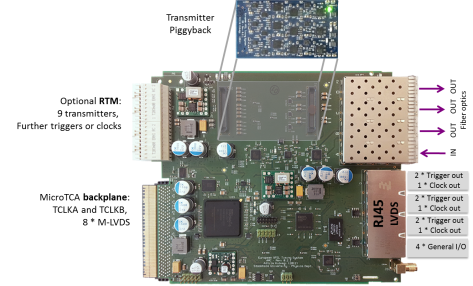 Transmitter
Piggyback
Optional RTM:
9 transmitters,
Further triggers or clocks
MicroTCA backplane:
TCLKA and TCLKB,
8 * M-LVDS
OUT
OUT
OUT
IN
Fiber optics
RJ45
LVDS
2 * Trigger out
1 * Clock out
2 * Trigger out
1 * Clock out
2 * Trigger out
1 * Clock out
4 * General I/O